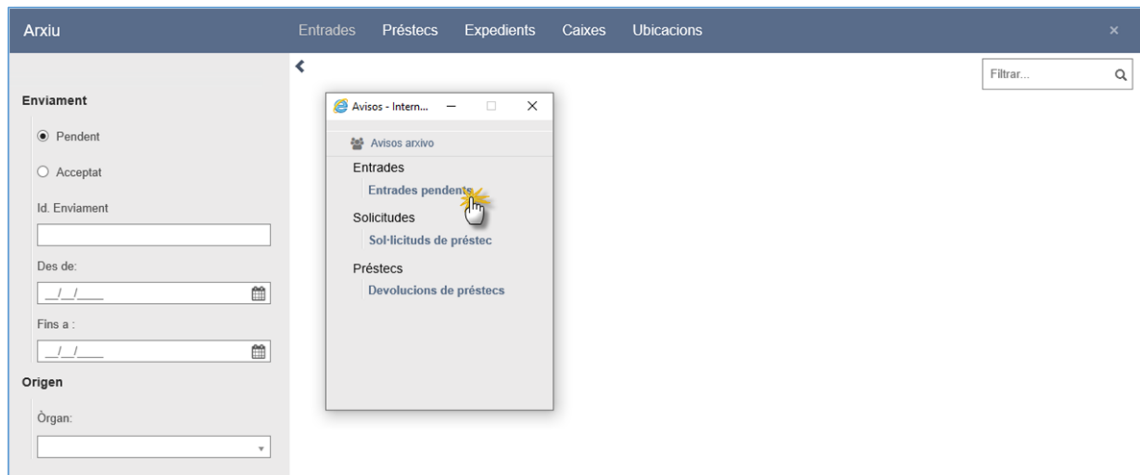 Arxiu Entrades Préstecs Expedients Caixes Ubicacions ×
Filtrar...
Enviament
Pendent
Acceptat
Id. Enviament
Des de:
__/__/____
Fins a :
__/__/____
Origen
Òrgan:
Avisos - Intern...
Avisos arxivo
Entrades
Entrades pendents
Solicitudes
Sol·licituds de préstec
Préstecs
Devolucions de préstecs